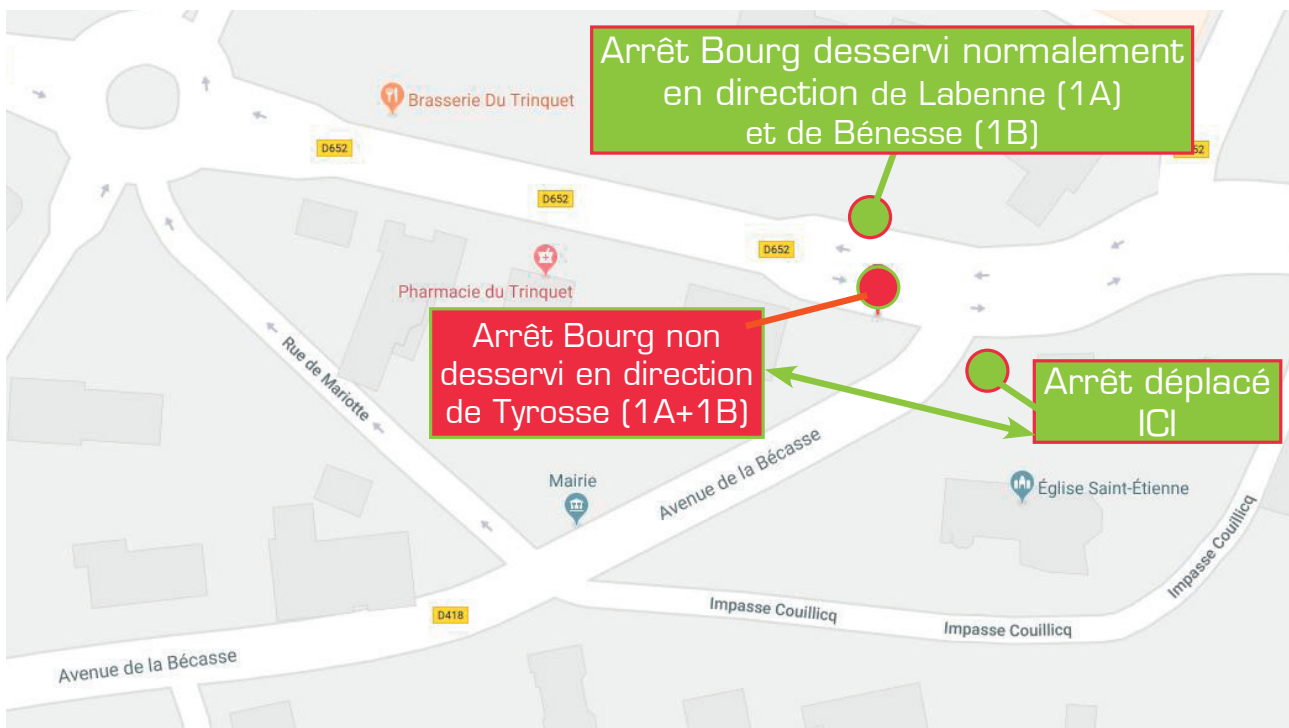 Arrêt Bourg desservi normalement
en direction de Labenne (1A)
et de Bénesse (1B)
Brasserie Du Trinquet
D652
D652
D652
Pharmacie du Trinquet
Arrêt Bourg non
desservi en direction
de Tyrosse (1A+1B)
Arrêt déplacé
ICI
Rue de Mariotte
Mairie
Avenue de la Bécasse
Église Saint-Étienne
Impasse Couillicq
Impasse Couillicq
Impasse Couillicq
D418
Avenue de la Bécasse